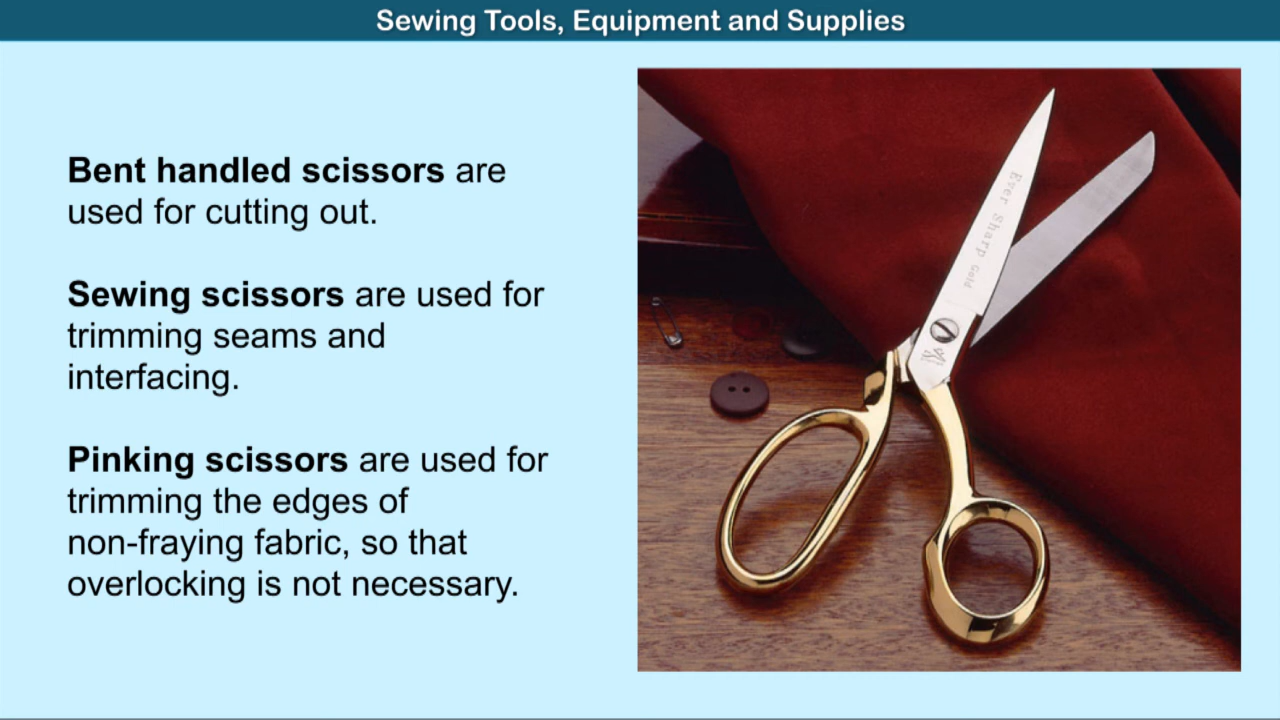 Sewing Tools, Equipment and Supplies
Bent handled scissors are
used for cutting out.
Sewing scissors are used for
trimming seams and
interfacing.
Pinking scissors are used for
trimming the edges of
non-fraying fabric, so that
overlocking is not necessary.
Ever Sharp Gold